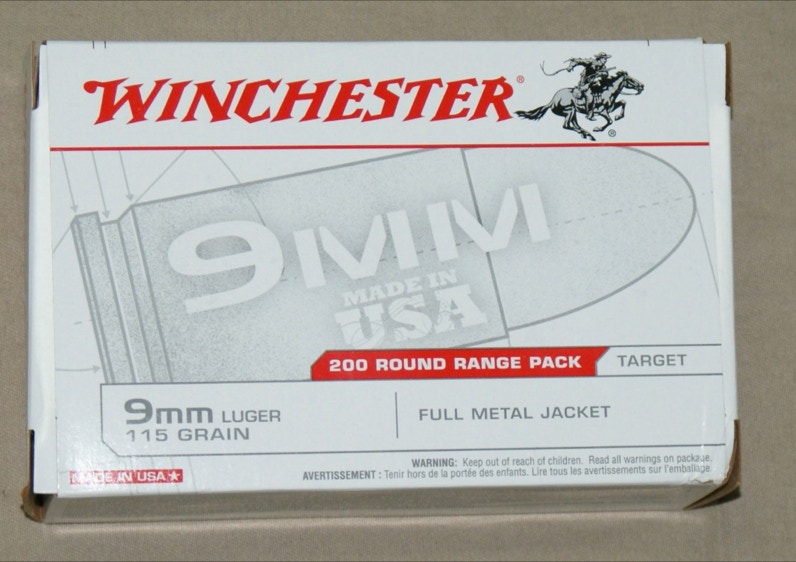 WINCHESTER®
®
9MM
MADE IN
USA
200 ROUND RANGE PACK
TARGET
9mm LUGER
115 GRAIN
FULL METAL JACKET
WARNING: Keep out of reach of children. Read all warnings on package.
AVERTISSEMENT : Tenir hors de la portée des enfants. Lire tous les avertissements sur l'emballage.
MADE IN USA